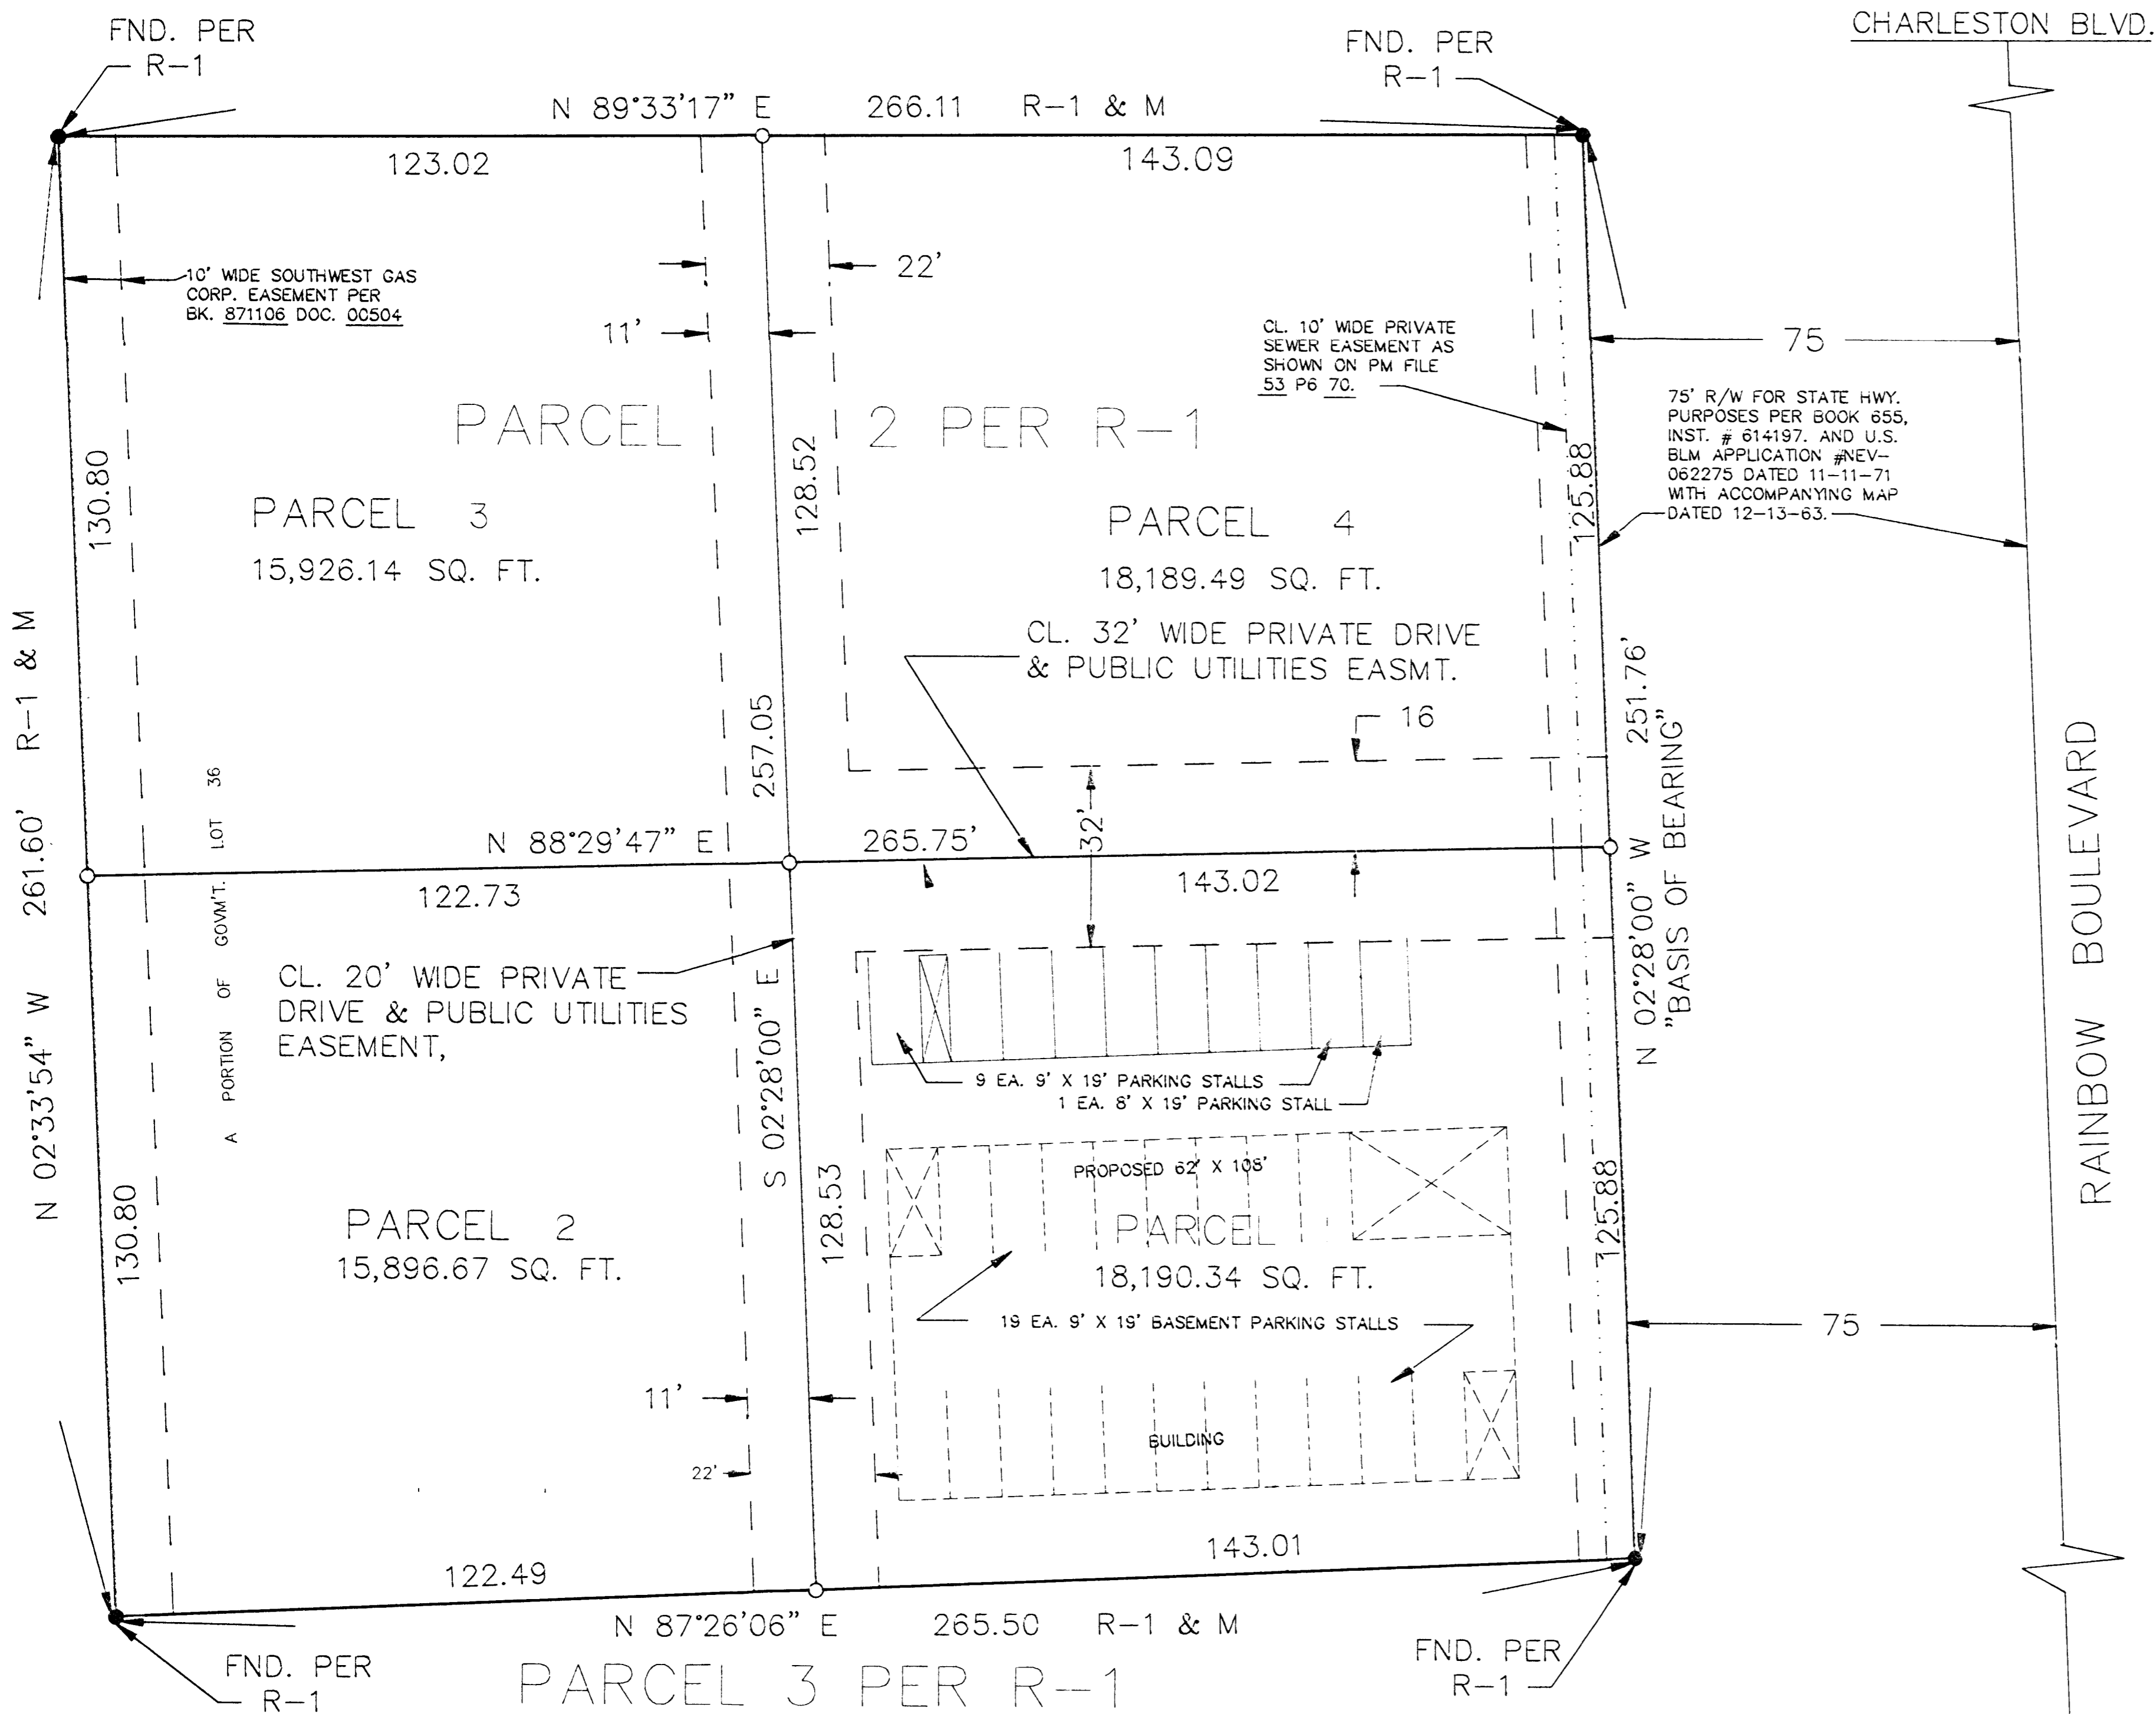 CHARLESTON BLVD.
FND. PER
R-1
FND. PER
R-1
N 89°33'17" E 266.11 R-1 & M
123.02
143.09
10' WIDE SOUTHWEST GAS
CORP. EASEMENT PER
BK. 871106 DOC. 00504
22'
11'
CL. 10' WIDE PRIVATE
SEWER EASEMENT AS
SHOWN ON PM FILE
53 P6 70.
75
75' R/W FOR STATE HWY.
PURPOSES PER BOOK 655,
INST. # 614197. AND U.S.
BLM APPLICATION #NEV-
062275 DATED 11-11-71
WITH ACCOMPANYING MAP
DATED 12-13-63.
PARCEL 2 PER R-1
130.80
128.52
125.88
PARCEL 3
15,926.14 SQ. FT.
PARCEL 4
18,189.49 SQ. FT.
CL. 32' WIDE PRIVATE DRIVE
& PUBLIC UTILITIES EASMT.
16
32'
257.05
251.76'
N 02°28'00" W
"BASIS OF BEARING"
RAINBOW BOULEVARD
N 02°33'54" W 261.60' R-1 & M
A PORTION OF GOVM'T. LOT 36
N 88°29'47" E 265.75'
122.73
143.02
CL. 20' WIDE PRIVATE
DRIVE & PUBLIC UTILITIES
EASEMENT,
S 02°28'00" E
9 EA. 9' X 19' PARKING STALLS
1 EA. 8' X 19' PARKING STALL
PROPOSED 62' X 108'
130.80
128.53
125.88
PARCEL 2
15,896.67 SQ. FT.
PARCEL 1
18,190.34 SQ. FT.
19 EA. 9' X 19' BASEMENT PARKING STALLS
75
11'
22'
BUILDING
122.49
143.01
N 87°26'06" E 265.50 R-1 & M
FND. PER
R-1
FND. PER
R-1
PARCEL 3 PER R-1